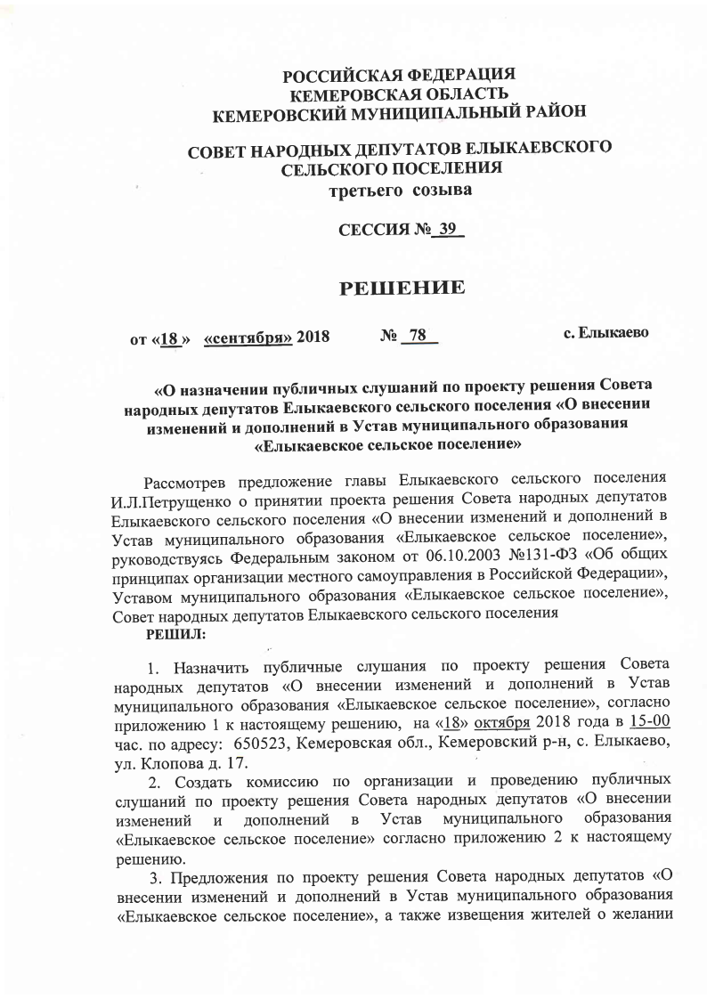 РОССИЙСКАЯ ФЕДЕРАЦИЯ
КЕМЕРОВСКАЯ ОБЛАСТЬ
КЕМЕРОВСКИЙ МУНИЦИПАЛЬНЫЙ РАЙОН
СОВЕТ НАРОДНЫХ ДЕПУТАТОВ ЕЛЫКАЕВСКОГО
СЕЛЬСКОГО ПОСЕЛЕНИЯ
третьего созыва
СЕССИЯ № 39
РЕШЕНИЕ
от «18 » «сентября» 2018 № 78 с. Елыкаево
«О назначении публичных слушаний по проекту решения Совета
народных депутатов Елыкаевского сельского поселения «О внесении
изменений и дополнений в Устав муниципального образования
«Елыкаевское сельское поселение»
Рассмотрев предложение главы Елыкаевского сельского поселения
И.Л.Петрущенко о принятии проекта решения Совета народных депутатов
Елыкаевского сельского поселения «О внесении изменений и дополнений в
Устав муниципального образования «Елыкаевское сельское поселение»,
руководствуясь Федеральным законом от 06.10.2003 №131-ФЗ «Об общих
принципах организации местного самоуправления в Российской Федерации»,
Уставом муниципального образования «Елыкаевское сельское поселение»,
Совет народных депутатов Елыкаевского сельского поселения
РЕШИЛ:
1. Назначить публичные слушания по проекту решения Совета
народных депутатов «О внесении изменений и дополнений в Устав
муниципального образования «Елыкаевское сельское поселение», согласно
приложению 1 к настоящему решению, на «18» октября 2018 года в 15-00
час. по адресу: 650523, Кемеровская обл., Кемеровский р-н, с. Елыкаево,
ул. Клопова д. 17.
2. Создать комиссию по организации и проведению публичных
слушаний по проекту решения Совета народных депутатов «О внесении
изменений и дополнений в Устав муниципального образования
«Елыкаевское сельское поселение» согласно приложению 2 к настоящему
решению.
3. Предложения по проекту решения Совета народных депутатов «О
внесении изменений и дополнений в Устав муниципального образования
«Елыкаевское сельское поселение», а также извещения жителей о желании